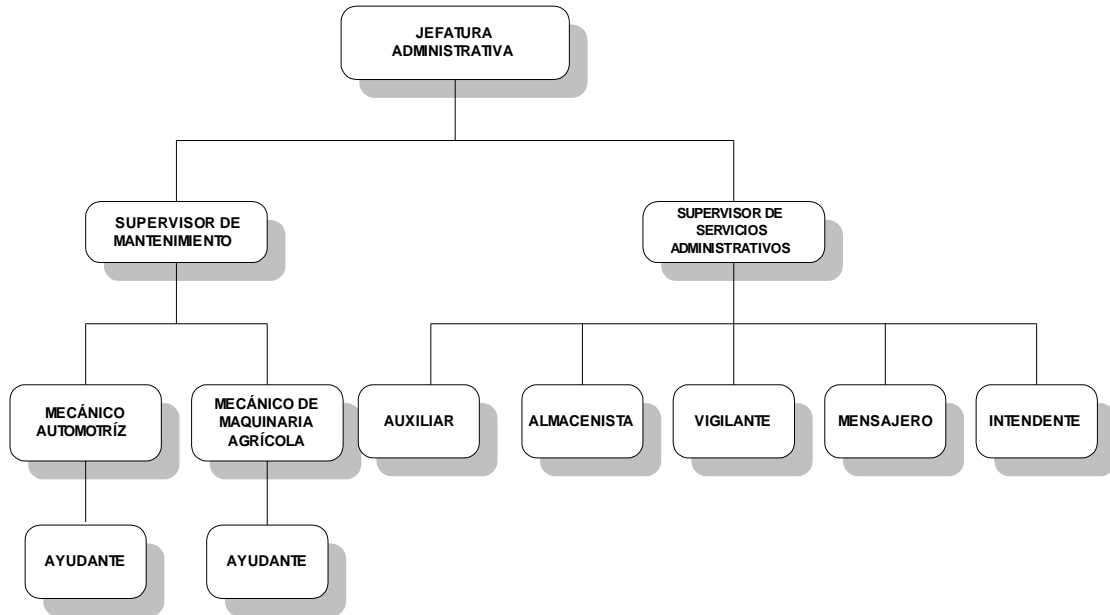 JEFATURA
ADMINISTRATIVA
SUPERVISOR DE
MANTENIMIENTO
SUPERVISOR DE
SERVICIOS
ADMINISTRATIVOS
MECÁNICO
AUTOMOTRÍZ
MECÁNICO DE
MAQUINARIA
AGRÍCOLA
AUXILIAR
ALMACENISTA
VIGILANTE
MENSAJERO
INTENDENTE
AYUDANTE
AYUDANTE